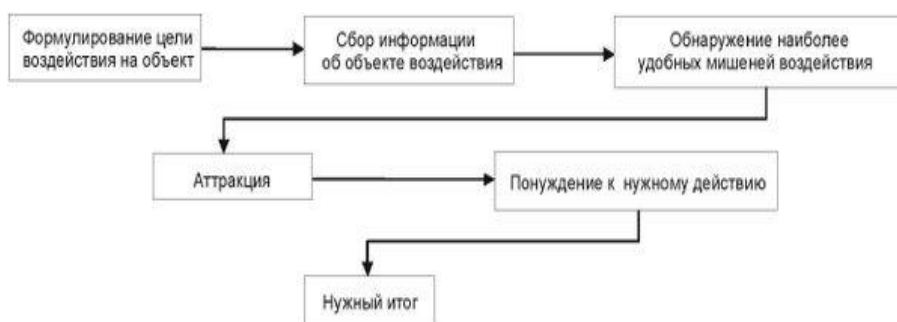 Формулирование цели
воздействия на объект
Сбор информации
об объекте воздействия
Обнаружение наиболее
удобных мишеней воздействия
Аттракция
Понуждение к нужному действию
Нужный итог